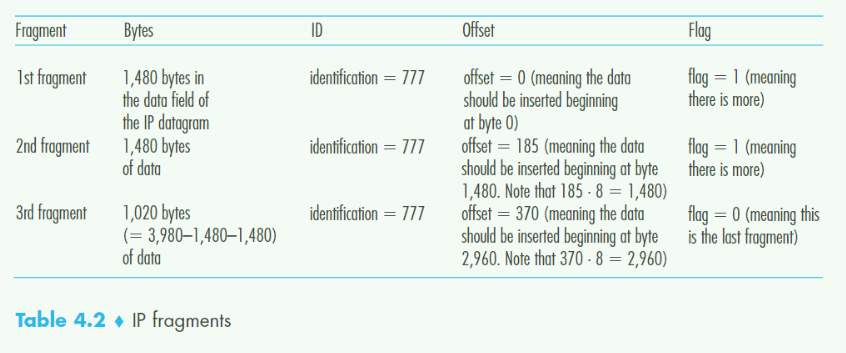 Fragment Bytes ID Offset Flag
1st fragment 1,480 bytes in identification = 777 offset = 0 (meaning the data flag = 1 (meaning
the data field of should be inserted beginning there is more)
the IP datagram at byte 0)
2nd fragment 1,480 bytes identification = 777 offset = 185 (meaning the data flag = 1 (meaning
of data should be inserted beginning at byte there is more)
1,480. Note that 185 · 8 = 1,480)
3rd fragment 1,020 bytes identification = 777 offset = 370 (meaning the data flag = 0 (meaning this
(= 3,980–1,480–1,480) should be inserted beginning at byte is the last fragment)
of data 2,960. Note that 370 · 8 = 2,960)
Table 4.2 ♦ IP fragments